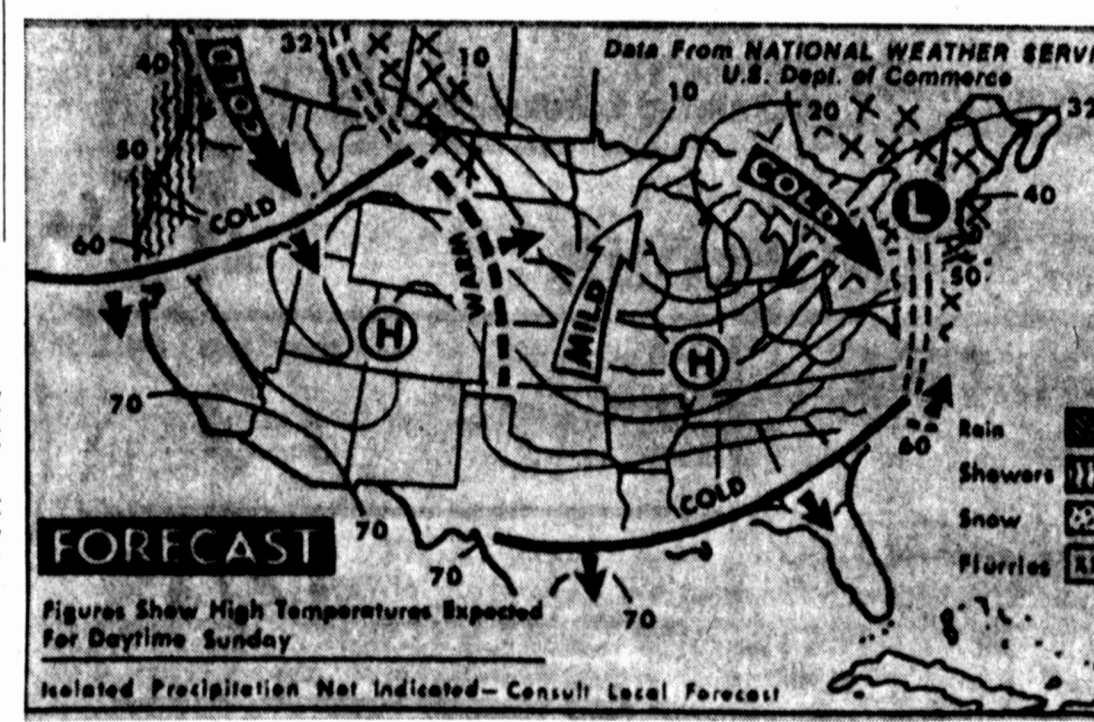 Data From NATIONAL WEATHER SERVI
U.S. Dept. of Commerce
40
COLD
32
10
10
20
32
50
COLD
COLD
L
40
60
WARM
50
H
MILD
H
70
60
Rain
Showers
COLD
Snow
Flurries
FORECAST
70
70
70
Figures Show High Temperatures Expected
For Daytime Sunday
Isolated Precipitation Not Indicated— Consult Local Forecast